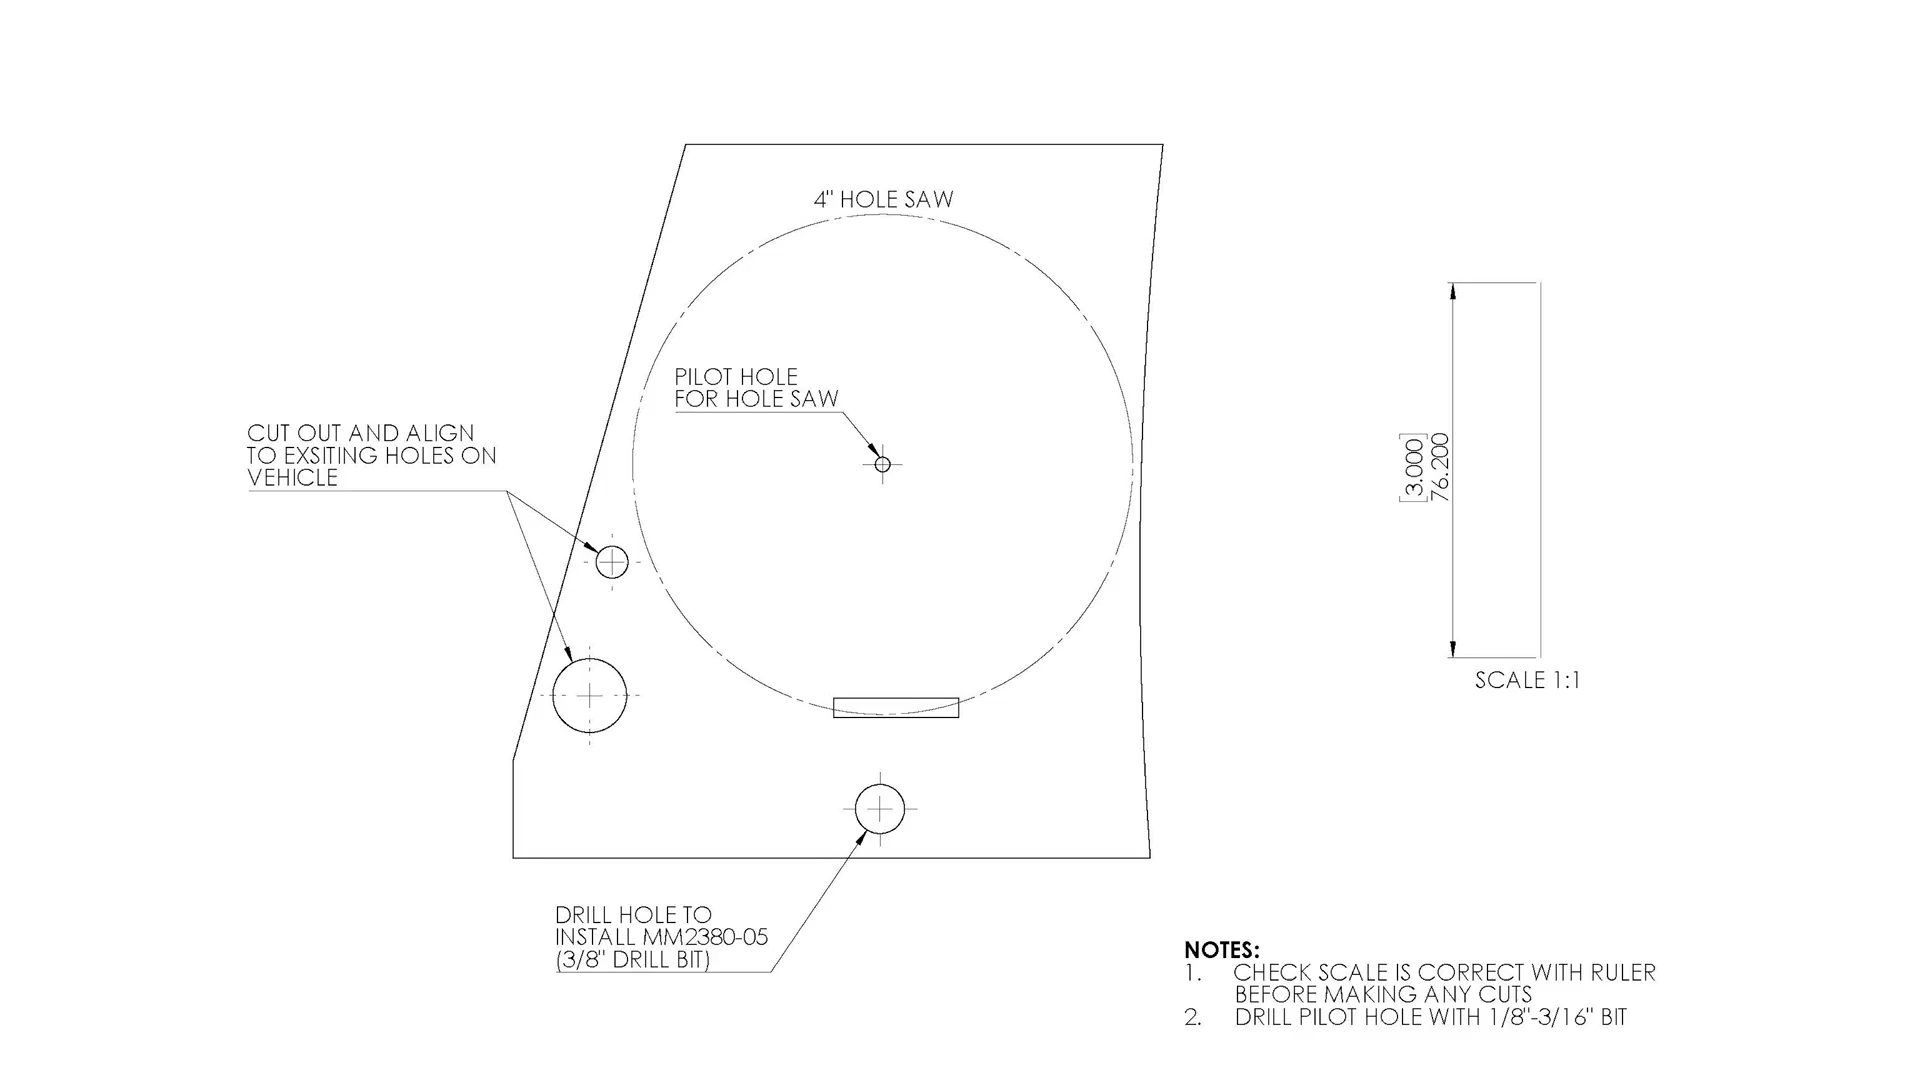 4" HOLE SAW
PILOT HOLE
FOR HOLE SAW
CUT OUT AND ALIGN
TO EXSITING HOLES ON
VEHICLE
[3.000]
76.200
SCALE 1:1
DRILL HOLE TO
INSTALL MM2380-05
(3/8" DRILL BIT)
NOTES:
1. CHECK SCALE IS CORRECT WITH RULER
BEFORE MAKING ANY CUTS
2. DRILL PILOT HOLE WITH 1/8"-3/16" BIT